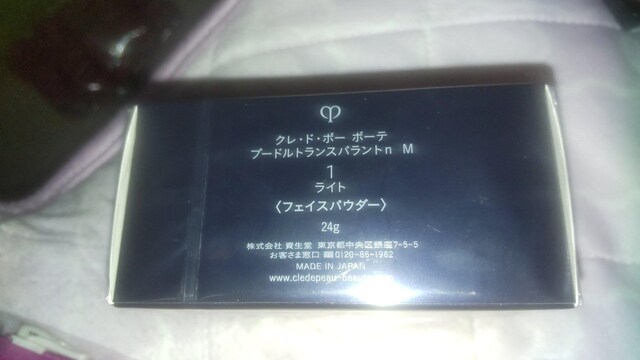 クレ・ド・ポー ボーテ
プードルトランスパラントn M
1
ライト
〈フェイスパウダー〉
24g
株式会社 資生堂 東京都中央区銀座7-5-5
お客さま窓口 0120-86-1982
MADE IN JAPAN
www.cledepeau-beaute